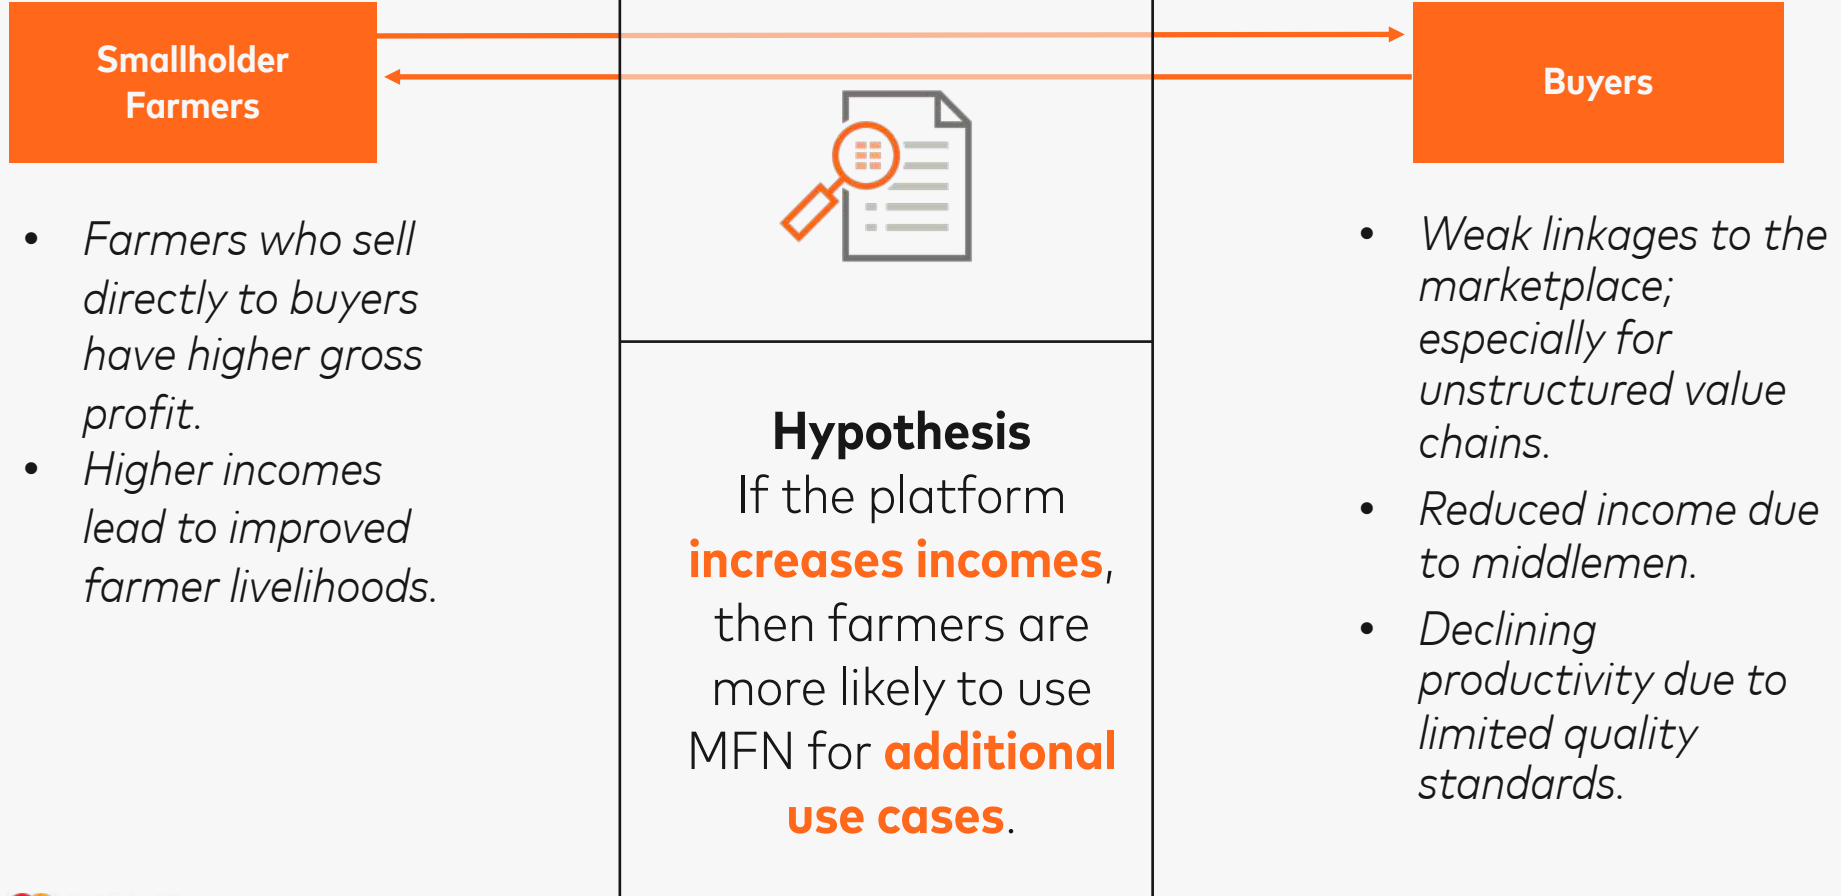 Smallholder
Farmers
• Farmers who sell
directly to buyers
have higher gross
profit.
• Higher incomes
lead to improved
farmer livelihoods.
Hypothesis
If the platform
increases incomes,
then farmers are
more likely to use
MFN for additional
use cases.
Buyers
• Weak linkages to the
marketplace;
especially for
unstructured value
chains.
• Reduced income due
to middlemen.
• Declining
productivity due to
limited quality
standards.